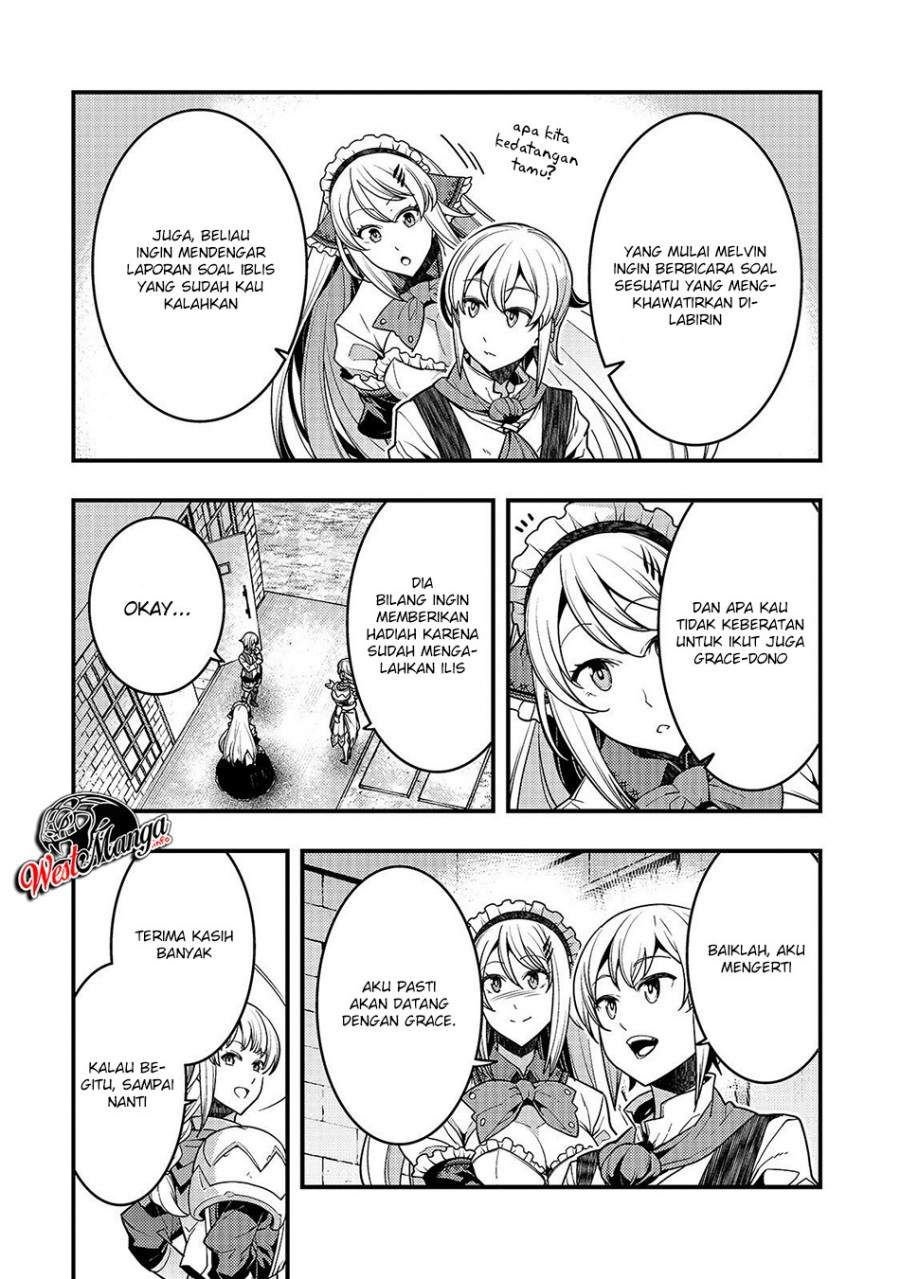 YANG MULAI MELVIN
INGIN BERBICARA SOAL
SESUATU YANG MENG-
KHAWATIRKAN DI-
LABIRIN
apa kita
kedatangan
tamu?
JUGA, BELIAU
INGIN MENDENGAR
LAPORAN SOAL IBLIS
YANG SUDAH KAU
KALAHKAN
DAN APA KAU
TIDAK KEBERATAN
UNTUK IKUT JUGA
GRACE-DONO
DIA
BILANG INGIN
MEMBERIKAN
HADIAH KARENA
SUDAH MENGA-
LAHKAN ILIS
OKAY...
BAIKLAH, AKU
MENGERTI
AKU PASTI
AKAN DATANG
DENGAN GRACE.
TERIMA KASIH
BANYAK
KALAU BE-
GITU, SAMPAI
NANTI
WestManga
.info